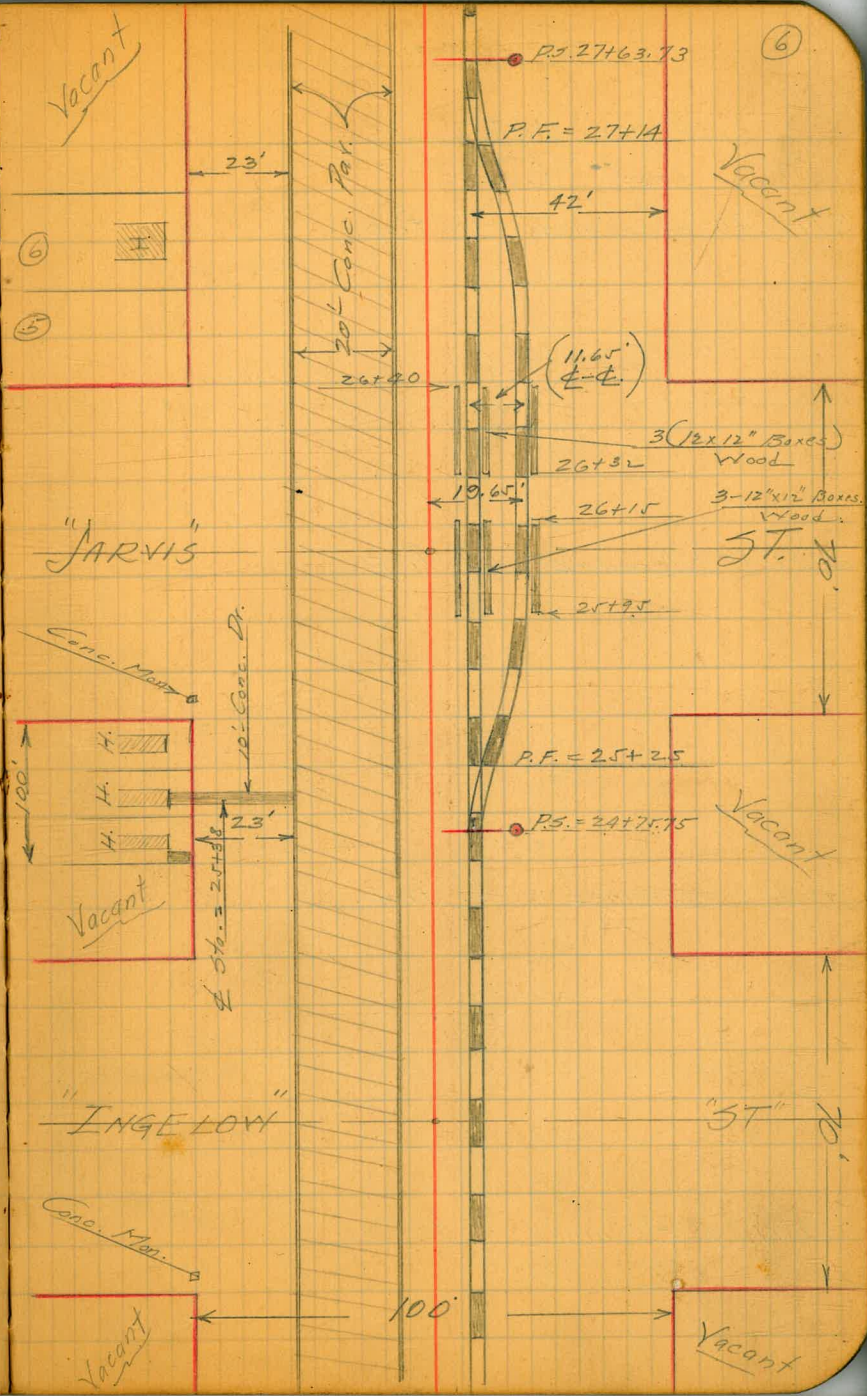 6
P.S. 27+63.73
Vacant
P.F. = 27+14
23'
20' Conc. Pav.
42'
Vacant
H
6
5
(11.65'
℄-℄.)
26+40
3(12x12" Boxes)
Wood
26+32
19.65'
3-12"x12" Boxes.
Wood.
26+15
"JARVIS"
ST.
70'
25+95
Conc. Mon.
10' Conc. Dr.
H.
H.
H.
100'
P.F. = 25+25
23'
P.S. = 24+75.75
Vacant
Vacant
℄ Sta. = 25+38
"INGELOW"
"ST"
70'
Conc. Mon.
100'
Vacant
Vacant